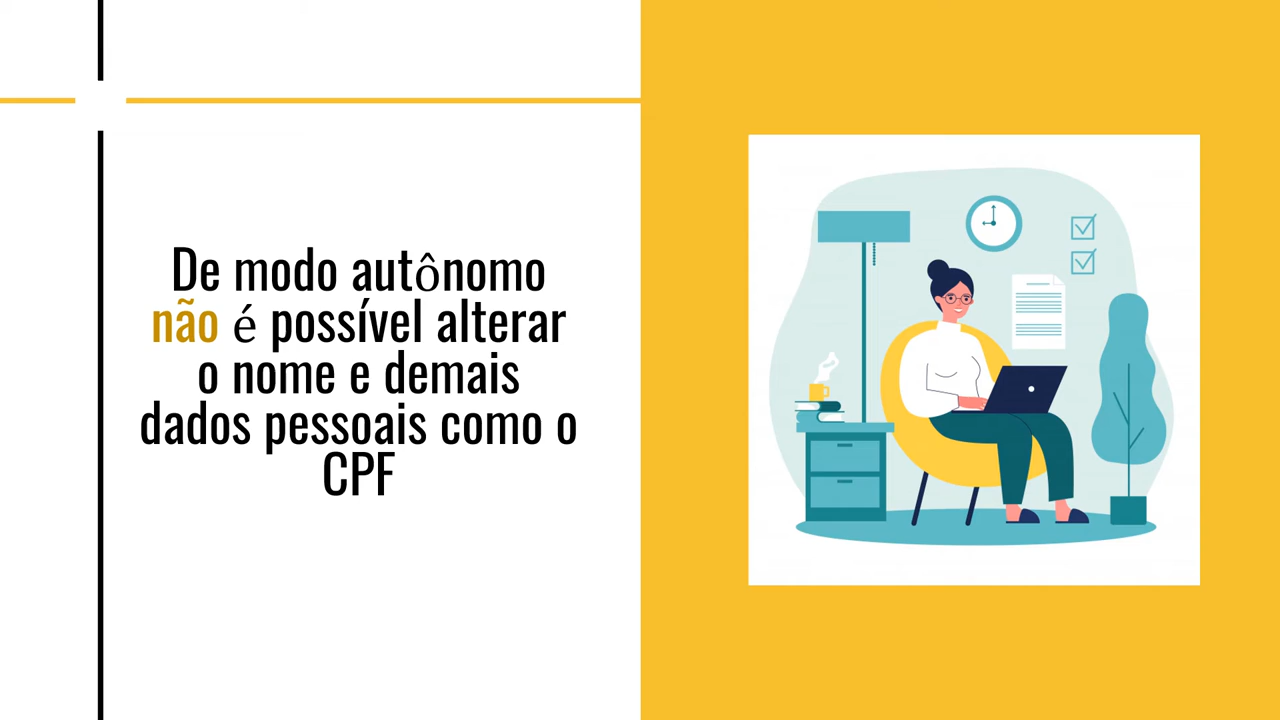 De modo autônomo
não é possível alterar
o nome e demais
dados pessoais como o
CPF